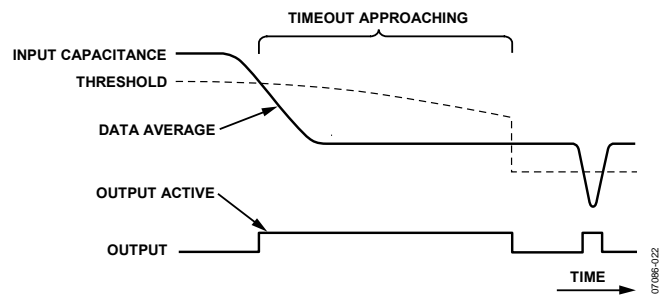 TIMEOUT APPROACHING
INPUT CAPACITANCE
THRESHOLD
DATA AVERAGE
OUTPUT ACTIVE
OUTPUT
TIME
07086-022